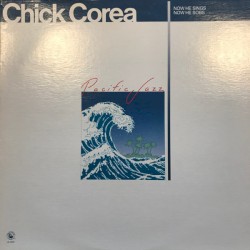 Chick Corea
NOW HE SINGS
NOW HE SOBS
Pacific Jazz